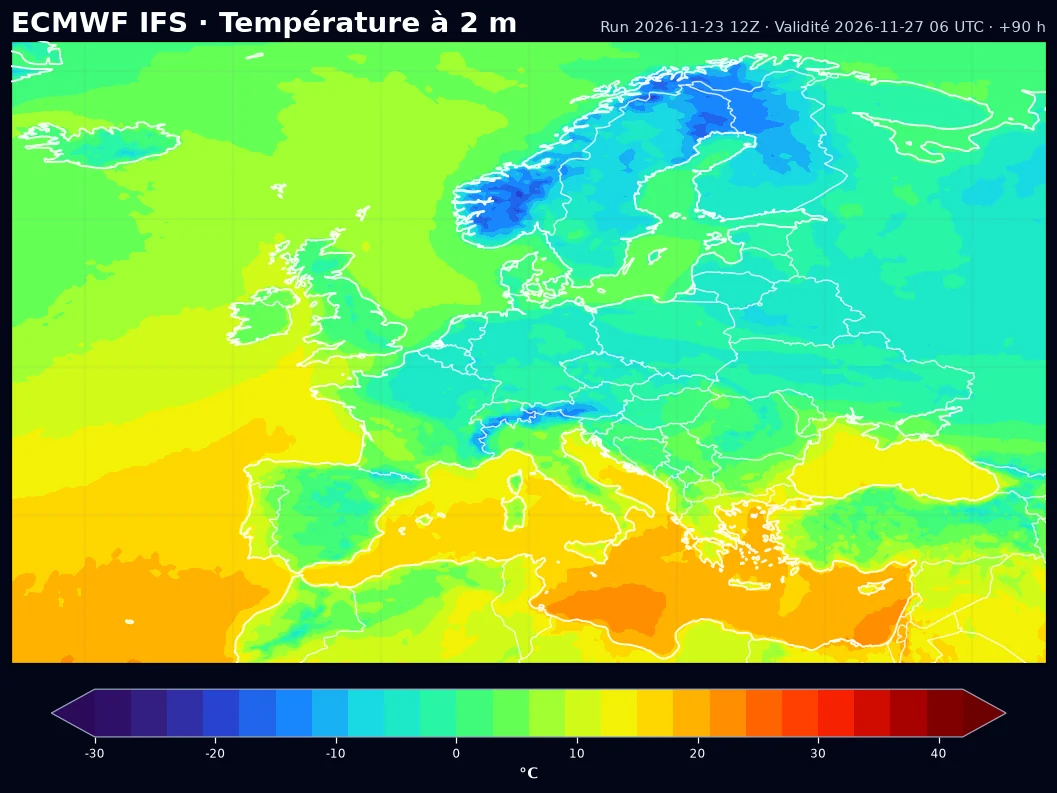 ECMWF IFS · Température à 2 m
Run 2026-11-23 12Z · Validité 2026-11-27 06 UTC · +90 h
-30 -20 -10 0 10 20 30 40
°C